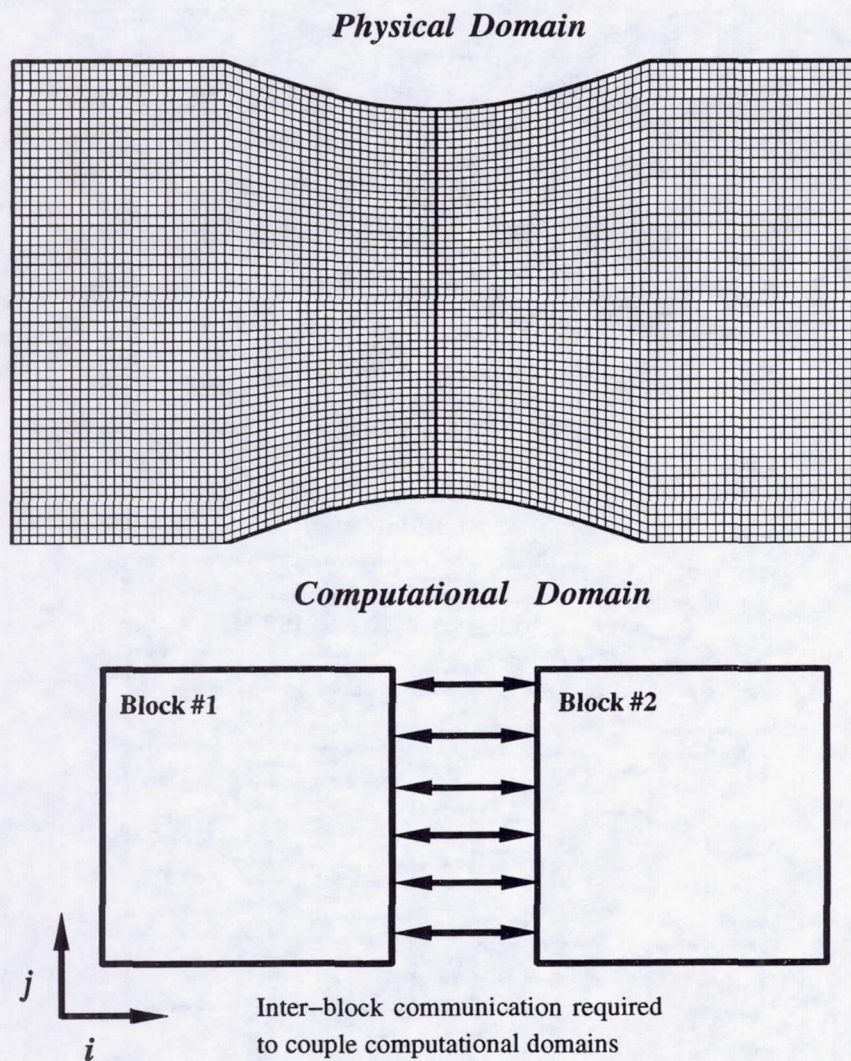 Physical Domain
Computational Domain
Block #1
Block #2
j
i
Inter–block communication required
to couple computational domains